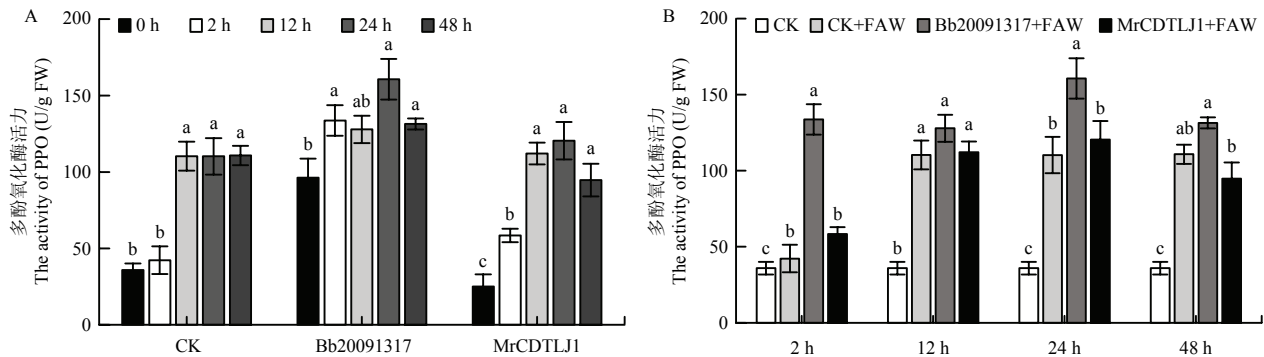 A
多酚氧化酶活力
The activity of PPO (U/g FW)
200
150
100
50
0
0 h 2 h 12 h 24 h 48 h
b b a a a
b a ab a a
c b a a a
CK Bb20091317 MrCDTLJ1
B
多酚氧化酶活力
The activity of PPO (U/g FW)
200
150
100
50
0
CK CK+FAW Bb20091317+FAW MrCDTLJ1+FAW
c b a b
b a a a
c b a b
c ab a b
2 h 12 h 24 h 48 h